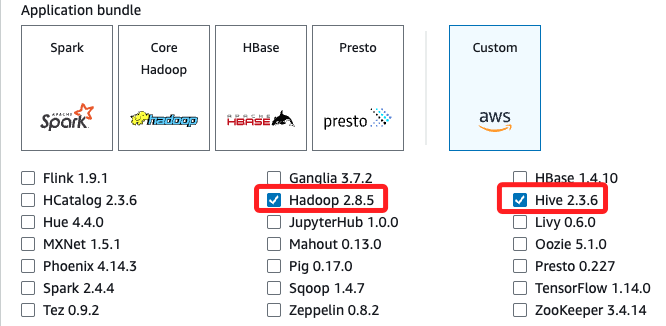 Application bundle
Spark
Core Hadoop
HBase
Presto
Custom
APACHE Spark
hadoop
APACHE HBASE
presto
aws
Flink 1.9.1
Ganglia 3.7.2
HBase 1.4.10
HCatalog 2.3.6
Hadoop 2.8.5
Hive 2.3.6
Hue 4.4.0
JupyterHub 1.0.0
Livy 0.6.0
MXNet 1.5.1
Mahout 0.13.0
Oozie 5.1.0
Phoenix 4.14.3
Pig 0.17.0
Presto 0.227
Spark 2.4.4
Sqoop 1.4.7
TensorFlow 1.14.0
Tez 0.9.2
Zeppelin 0.8.2
ZooKeeper 3.4.14